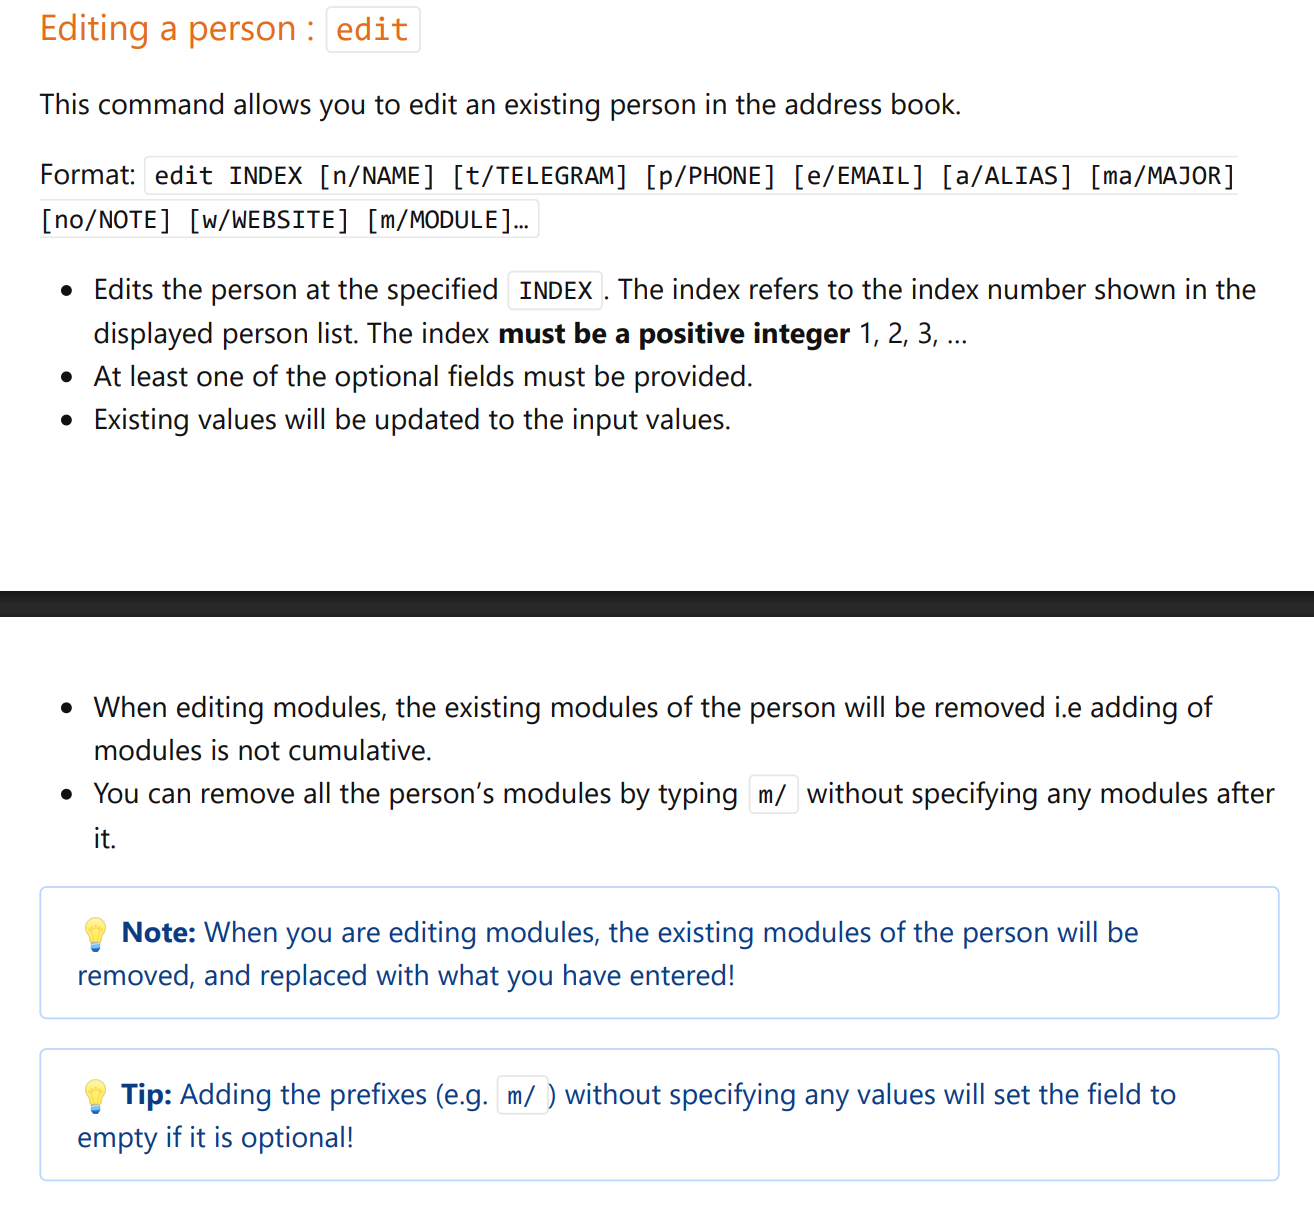 Editing a person : edit
This command allows you to edit an existing person in the address book.
Format: edit INDEX [n/NAME] [t/TELEGRAM] [p/PHONE] [e/EMAIL] [a/ALIAS] [ma/MAJOR]
[no/NOTE] [w/WEBSITE] [m/MODULE]…
• Edits the person at the specified INDEX. The index refers to the index number shown in the
displayed person list. The index must be a positive integer 1, 2, 3, …
• At least one of the optional fields must be provided.
• Existing values will be updated to the input values.
• When editing modules, the existing modules of the person will be removed i.e adding of
modules is not cumulative.
• You can remove all the person’s modules by typing m/ without specifying any modules after
it.
💡 Note: When you are editing modules, the existing modules of the person will be
removed, and replaced with what you have entered!
💡 Tip: Adding the prefixes (e.g. m/ ) without specifying any values will set the field to
empty if it is optional!